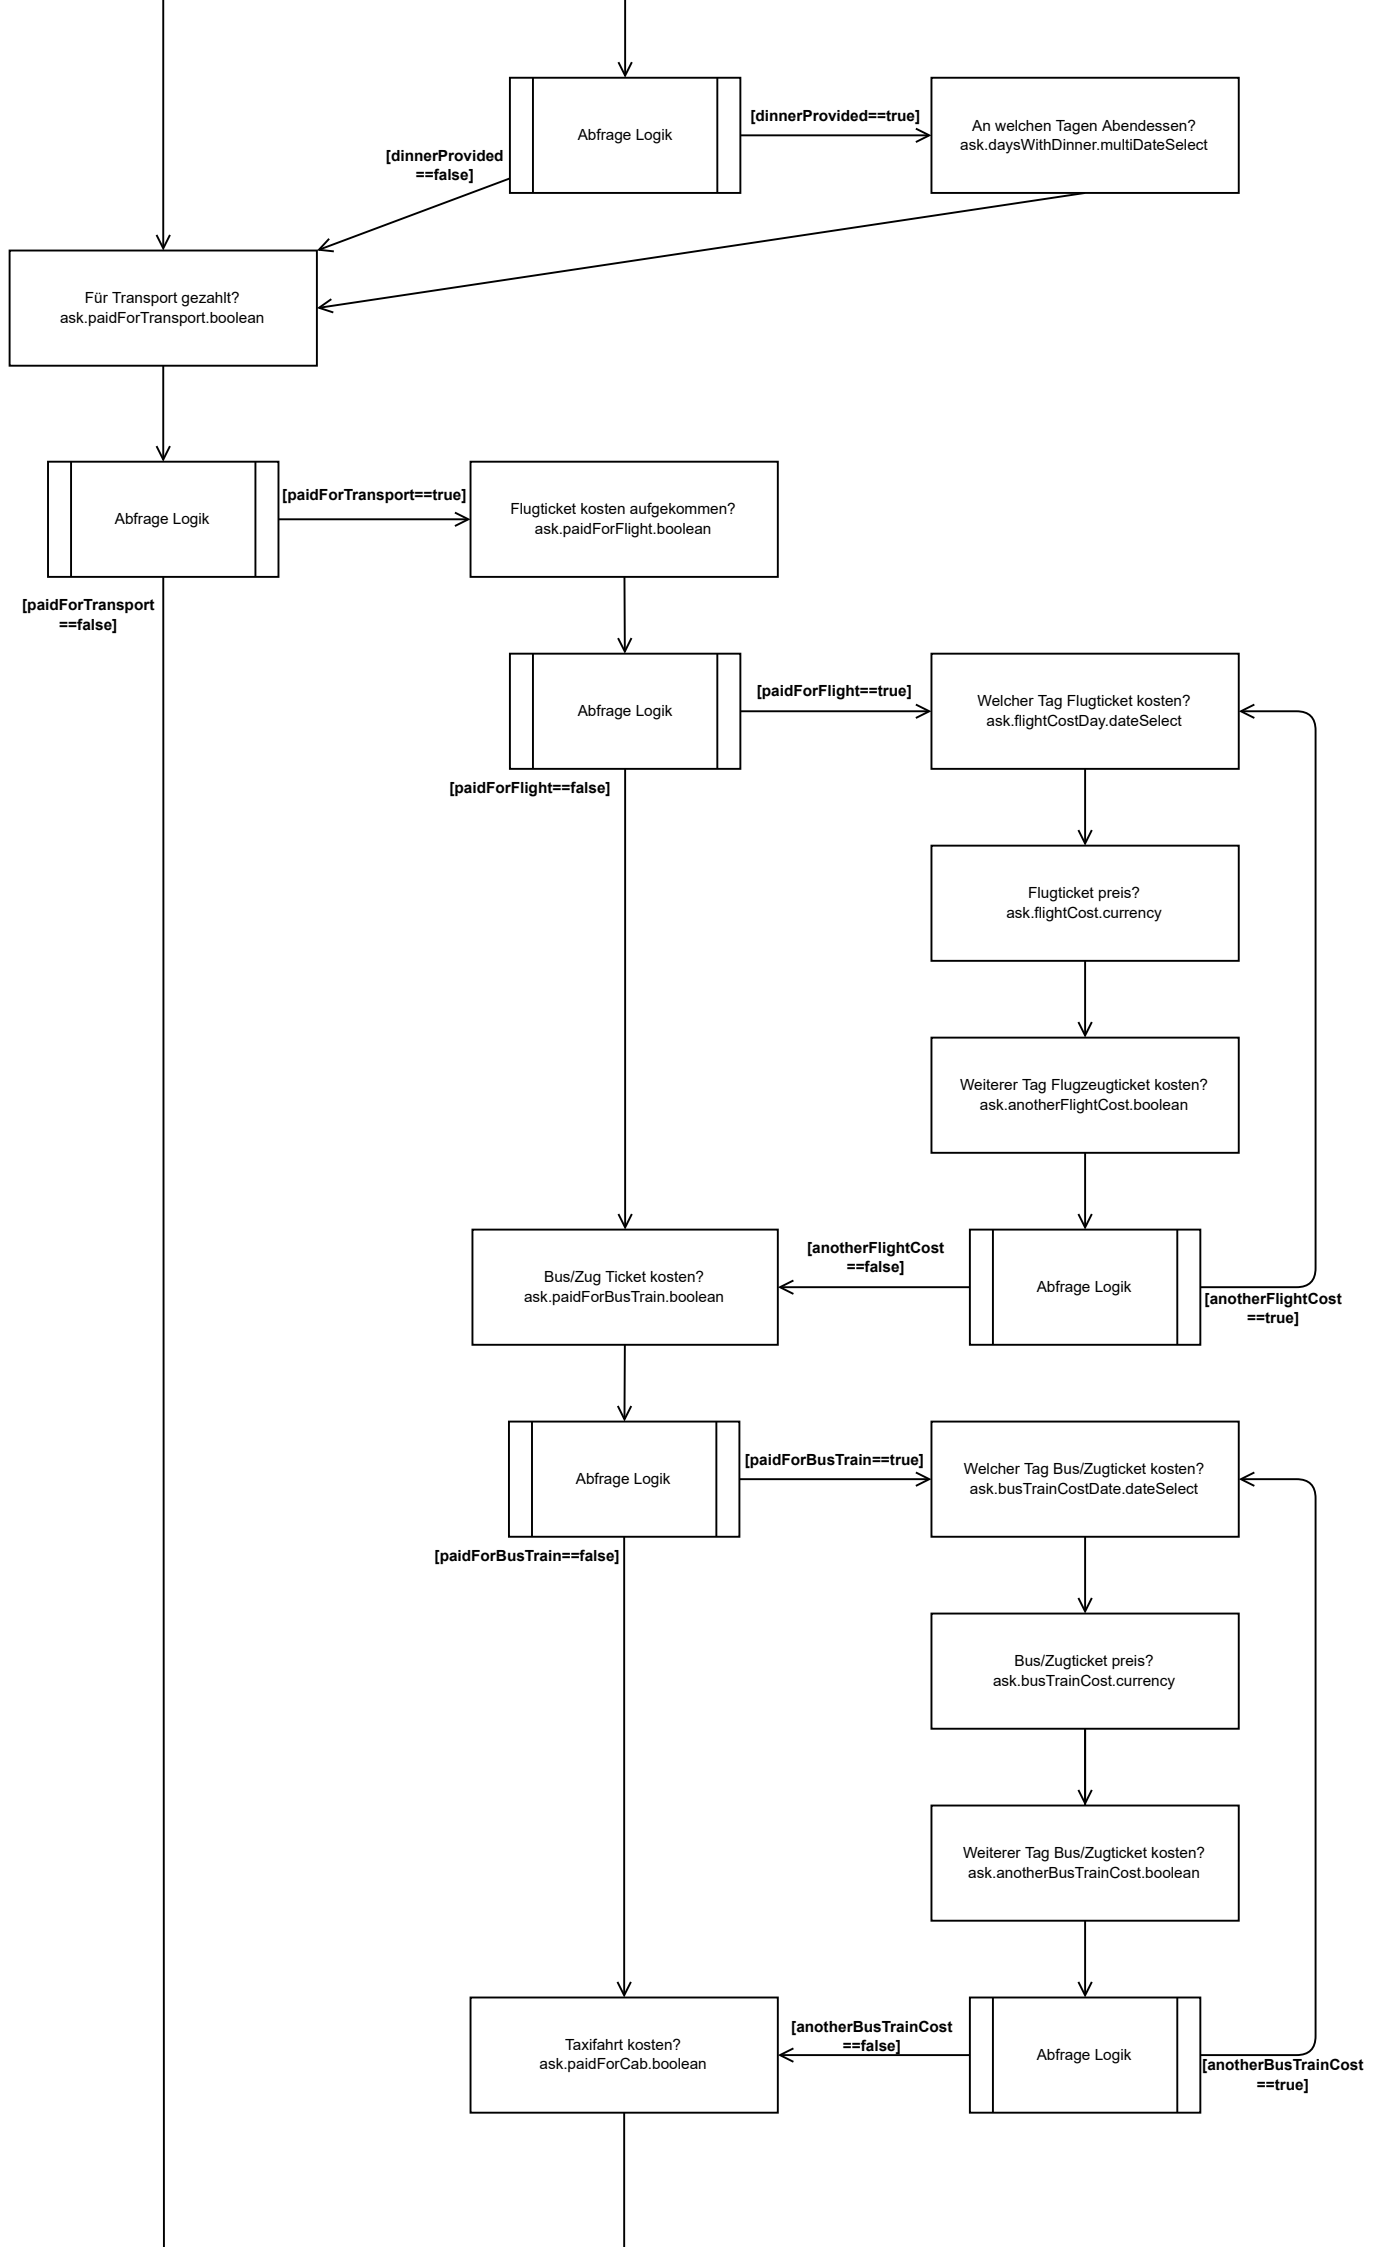 Abfrage Logik
[dinnerProvided==true]
An welchen Tagen Abendessen?
ask.daysWithDinner.multiDateSelect
[dinnerProvided
==false]
Für Transport gezahlt?
ask.paidForTransport.boolean
Abfrage Logik
[paidForTransport==true]
Flugticket kosten aufgekommen?
ask.paidForFlight.boolean
[paidForTransport
==false]
Abfrage Logik
[paidForFlight==true]
Welcher Tag Flugticket kosten?
ask.flightCostDay.dateSelect
[paidForFlight==false]
Flugticket preis?
ask.flightCost.currency
Weiterer Tag Flugzeugticket kosten?
ask.anotherFlightCost.boolean
Bus/Zug Ticket kosten?
ask.paidForBusTrain.boolean
[anotherFlightCost
==false]
Abfrage Logik
[anotherFlightCost
==true]
Abfrage Logik
[paidForBusTrain==true]
Welcher Tag Bus/Zugticket kosten?
ask.busTrainCostDate.dateSelect
[paidForBusTrain==false]
Bus/Zugticket preis?
ask.busTrainCost.currency
Weiterer Tag Bus/Zugticket kosten?
ask.anotherBusTrainCost.boolean
Taxifahrt kosten?
ask.paidForCab.boolean
[anotherBusTrainCost
==false]
Abfrage Logik
[anotherBusTrainCost
==true]